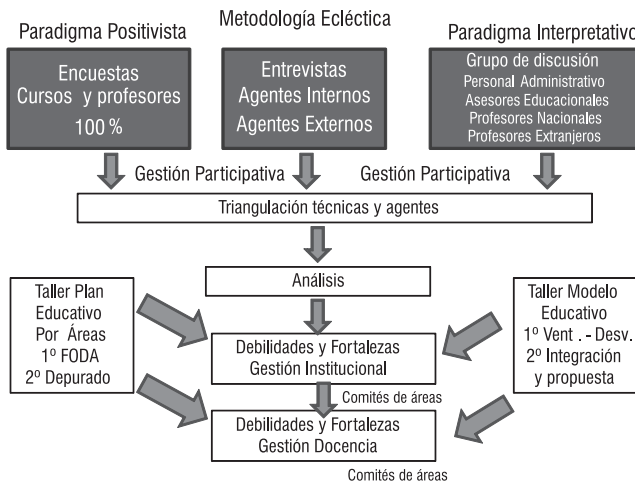 Metodología Ecléctica
Paradigma Positivista
Paradigma Interpretativo
Encuestas
Cursos y profesores
100 %
Entrevistas
Agentes Internos
Agentes Externos
Grupo de discusión
Personal Administrativo
Asesores Educacionales
Profesores Nacionales
Profesores Extranjeros
Gestión Participativa
Gestión Participativa
Triangulación técnicas y agentes
Análisis
Taller Plan
Educativo
Por Áreas
1º FODA
2º Depurado
Debilidades y Fortalezas
Gestión Institucional
Taller Modelo
Educativo
1º Vent . - Desv.
2º Integración
y propuesta
Comités de áreas
Debilidades y Fortalezas
Gestión Docencia
Comités de áreas